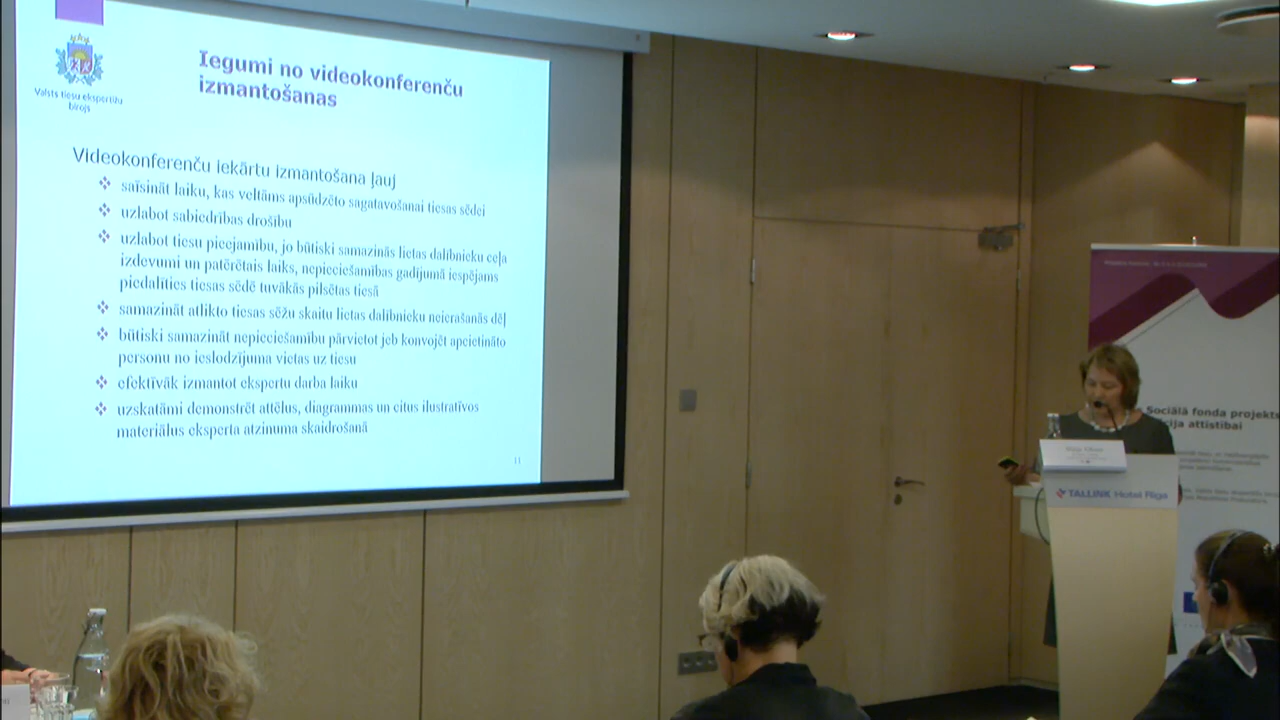 Valsts tiesu ekspertīžu
birojs
Iegumi no videokonferenču
izmantošanas
Videokonferenču iekārtu izmantošana ļauj
saīsināt laiku, kas veltāms apsūdzēto sagatavošanai tiesas sēdei
uzlabot sabiedrības drošību
uzlabot tiesu pieejamību, jo būtiski samazinās lietas dalībnieku ceļa
izdevumi un patērētais laiks, nepieciešamības gadījumā iespējams
piedalīties tiesas sēdē tuvākās pilsētas tiesā
samazināt atlikto tiesas sēžu skaitu lietas dalībnieku neierašanās dēļ
būtiski samazināt nepieciešamību pārvietot jeb konvojēt apcietināto
personu no ieslodzījuma vietas uz tiesu
efektīvāk izmantot ekspertu darba laiku
uzskatāmi demonstrēt attēlus, diagrammas un citus ilustratīvos
materiālus eksperta atzinuma skaidrošanā
11
Sociālā fonda projekts
cija attīstībai
TALLINK Hotel Riga